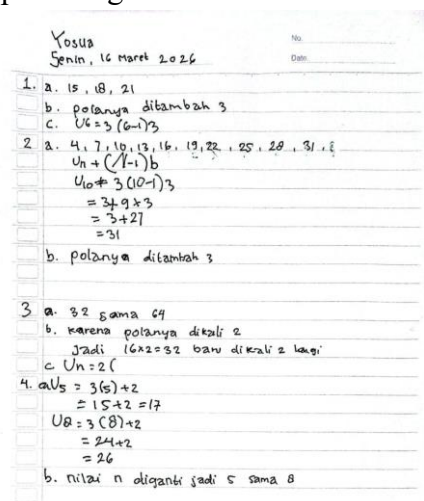 Yosua
No.
Senin, 16 Maret 2026
Date
1. a. 15, 18, 21
b. polanya ditambah 3
c. U6 = 3 (6-1)3
2 a. 4, 7, 10, 13, 16, 19, 22, 25, 28, 31,
Un + (n-1)b
U10 = 3(10-1)3
= 3+9×3
= 3+27
= 31
b. polanya ditambah 3
3 a. 32 sama 64
b. karena polanya dikali 2
Jadi 16×2=32 baru dikali 2 lagi
c. Un = 2(
4. a U5 = 3(5)+2
= 15+2 = 17
U8 = 3(8)+2
= 24+2
= 26
b. nilai n diganti jadi 5 sama 8